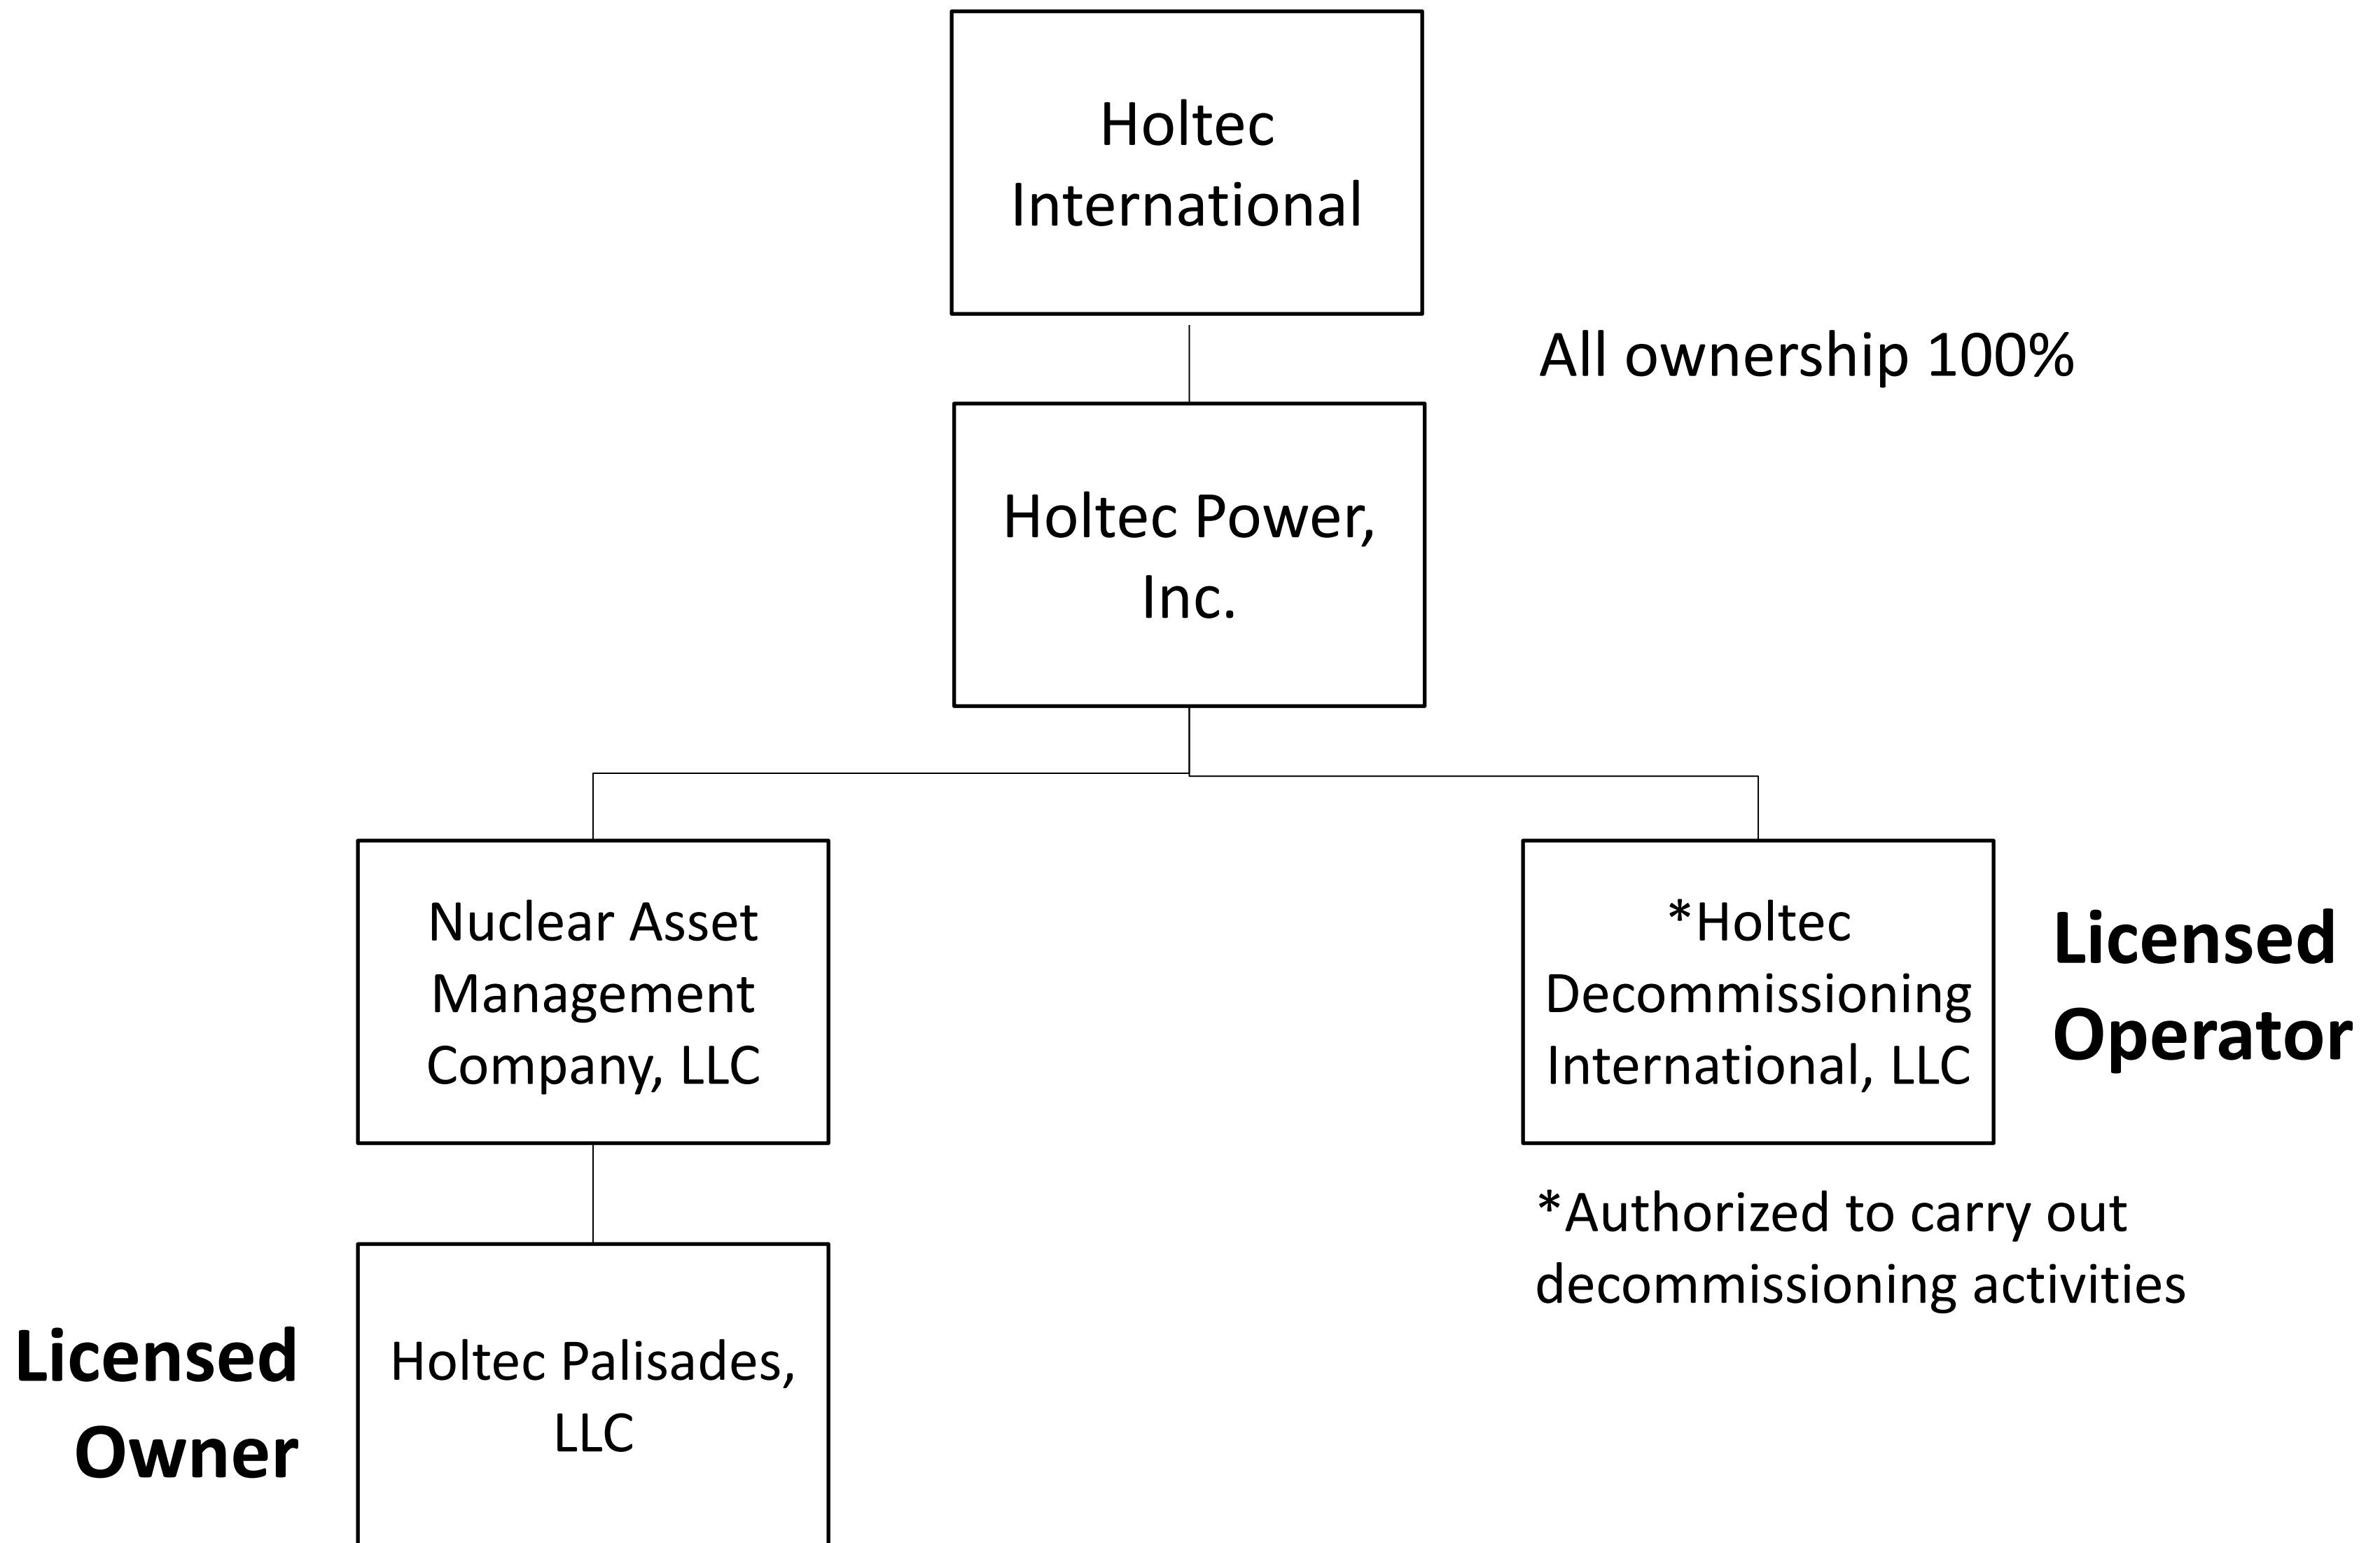 Holtec
International
All ownership 100%
Holtec Power,
Inc.
Nuclear Asset
Management
Company, LLC
*Holtec
Decommissioning
International, LLC
Licensed
Operator
*Authorized to carry out
decommissioning activities
Licensed
Owner
Holtec Palisades,
LLC